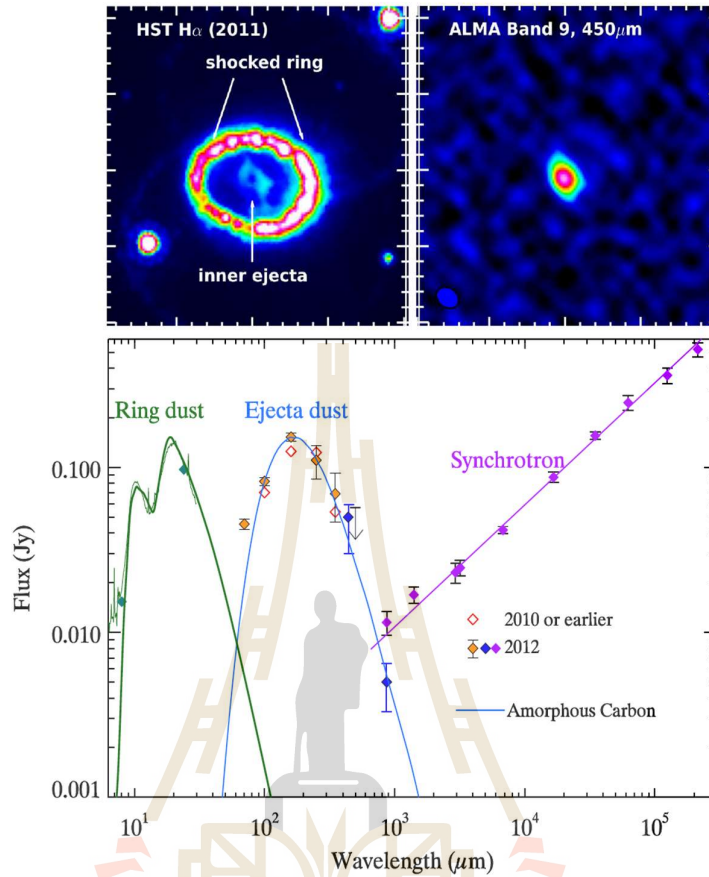 HST Hα (2011)
shocked ring
inner ejecta
ALMA Band 9, 450μm
Ring dust
Ejecta dust
Synchrotron
0.100
0.010
0.001
Flux (Jy)
2010 or earlier
2012
Amorphous Carbon
10¹ 10² 10³ 10⁴ 10⁵
Wavelength (μm)